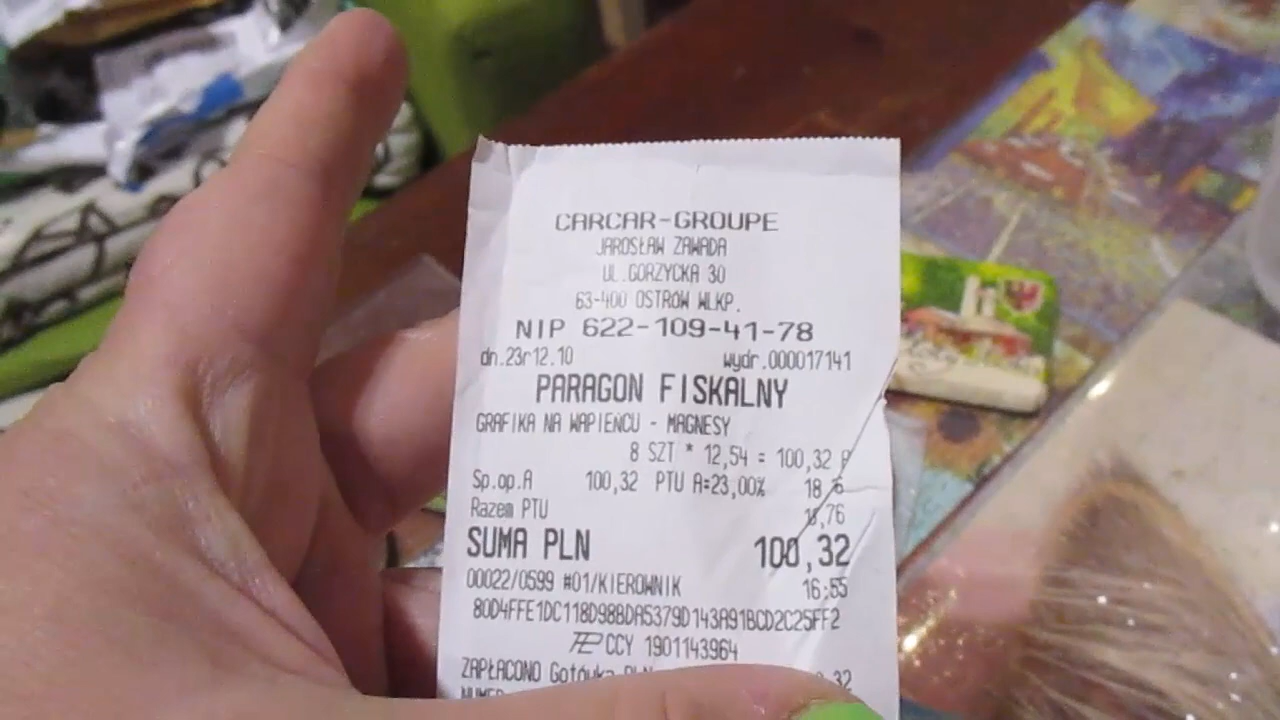 CARCAR-GROUPE
JAROSŁAW ZAWADA
UL.GORZYCKA 30
63-400 OSTRÓW WLKP.
NIP 622-109-41-78
dn.23r12.10 wydr.000017141
PARAGON FISKALNY
GRAFIKA NA WAPIEŃCU - MAGNESY
8 SZT * 12,54 = 100,32
Sp.op.A 100,32 PTU A=23,00%
Razem PTU
SUMA PLN 100,32
00022/0599 #01/KIEROWNIK 16:55
80D4FFE1DC118D98BDA5379D143A91BCD2C25FF2
CCY 1901143964
ZAPŁACONO Gotówka PLN